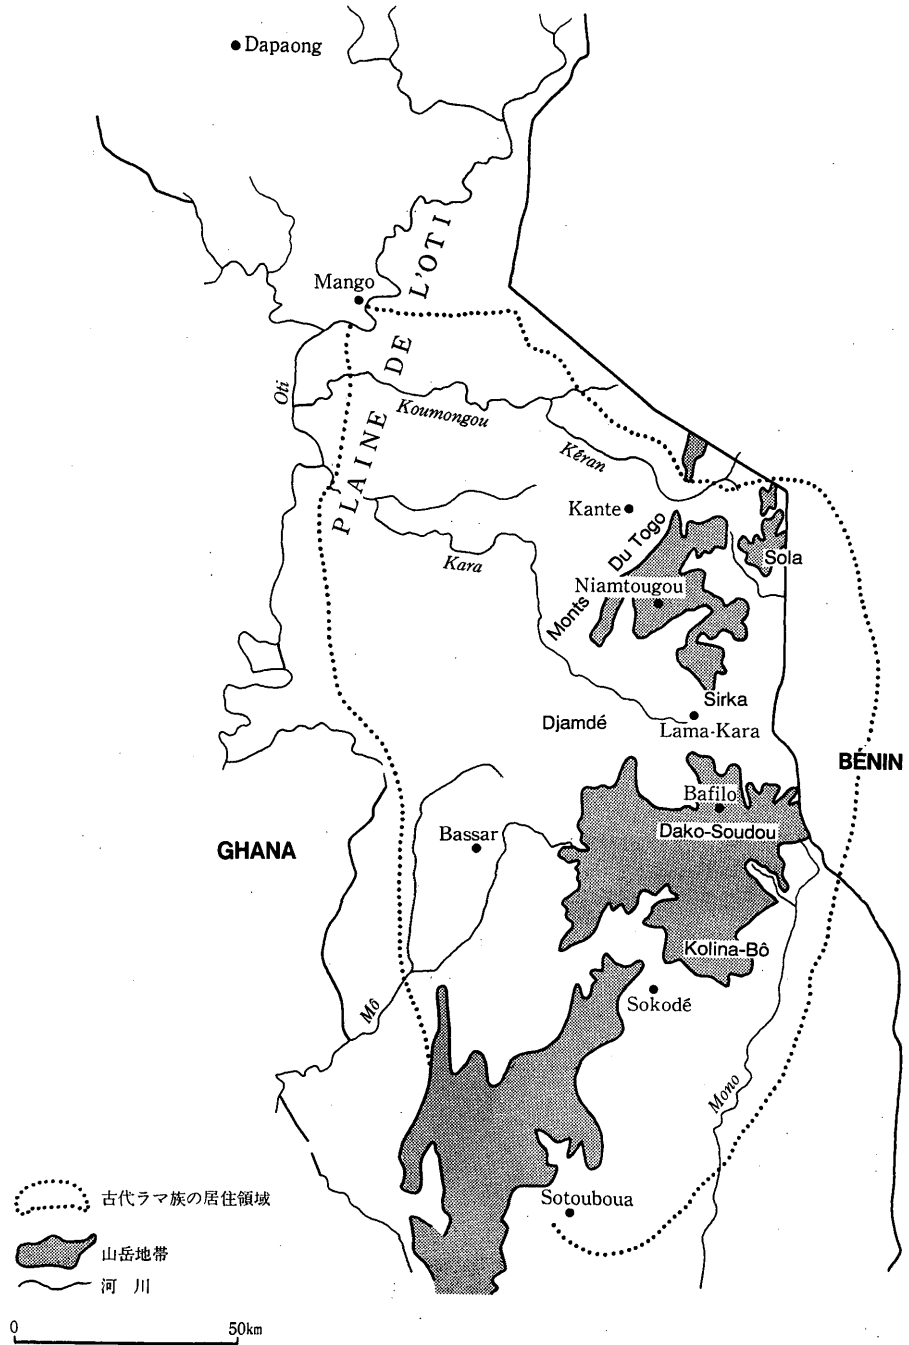 Dapaong
PLAINE DE L'OTI
Mango
Oti
Koumongou
Kéran
Kante
Monts Du Togo
Sola
Kara
Niamtougou
Sirka
Djamdé
Lama-Kara
BENIN
Bafilo
Bassar
Dako-Soudou
GHANA
Kolina-Bô
Sokodé
Mô
Mono
Sotouboua
古代ラマ族の居住領域
山岳地帯
河 川
0 50km